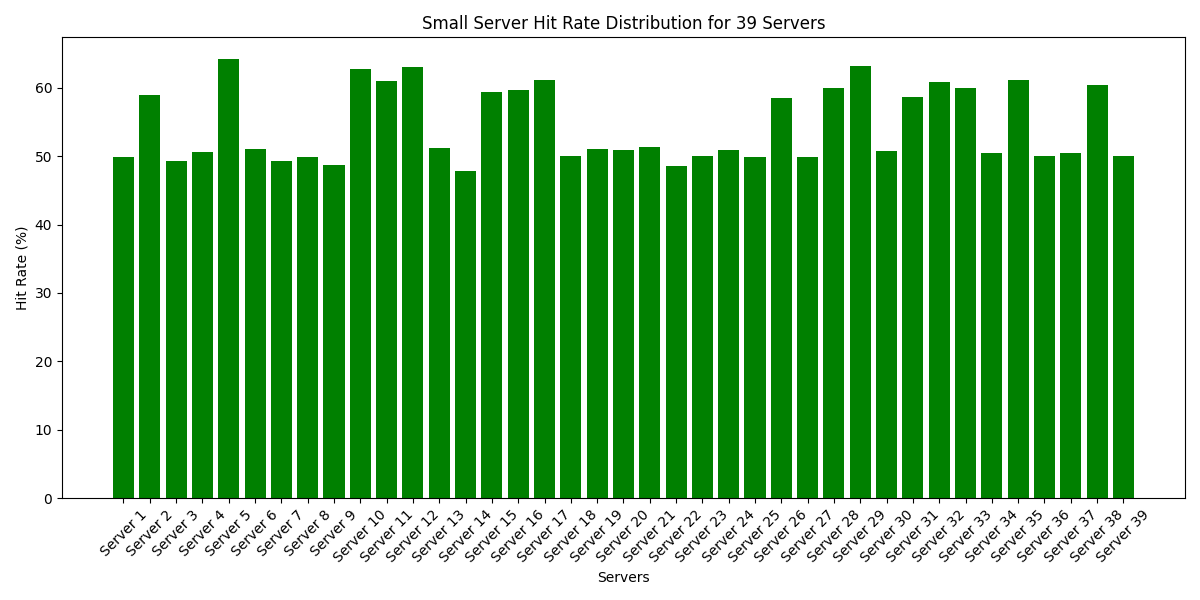 Small Server Hit Rate Distribution for 39 Servers
Hit Rate (%)
60
50
40
30
20
10
0
Server 1
Server 2
Server 3
Server 4
Server 5
Server 6
Server 7
Server 8
Server 9
Server 10
Server 11
Server 12
Server 13
Server 14
Server 15
Server 16
Server 17
Server 18
Server 19
Server 20
Server 21
Server 22
Server 23
Server 24
Server 25
Server 26
Server 27
Server 28
Server 29
Server 30
Server 31
Server 32
Server 33
Server 34
Server 35
Server 36
Server 37
Server 38
Server 39
Servers